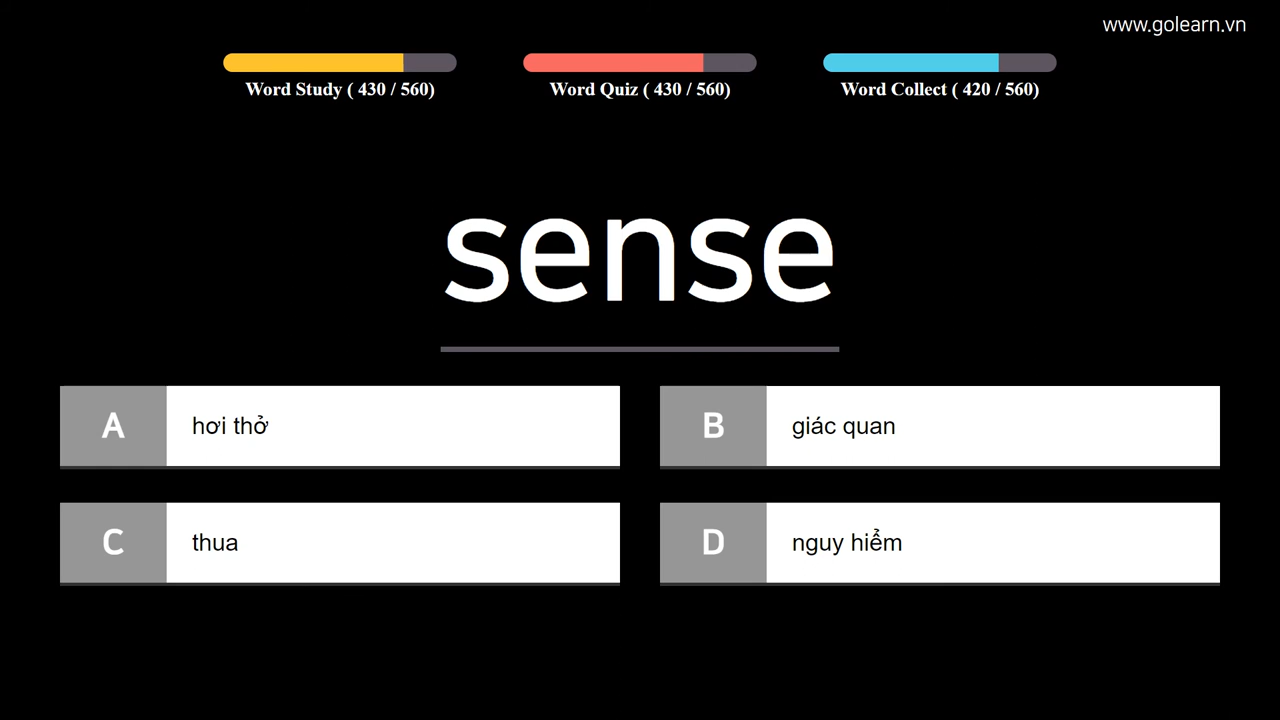 www.golearn.vn
Word Study ( 430 / 560)
Word Quiz ( 430 / 560)
Word Collect ( 420 / 560)
sense
A
hơi thở
B
giác quan
C
thua
D
nguy hiểm